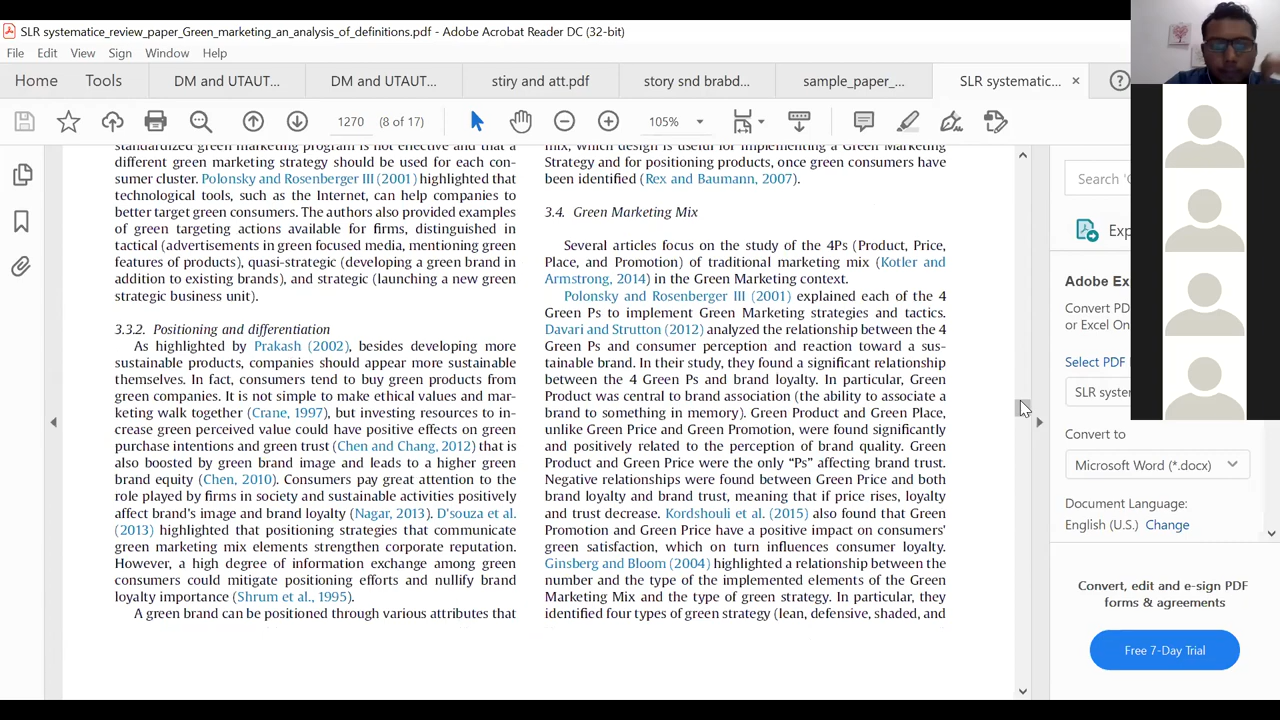 SLR systematice_review_paper_Green_marketing_an_analysis_of_definitions.pdf - Adobe Acrobat Reader DC (32-bit)
File Edit View Sign Window Help
Home Tools DM and UTAUT... DM and UTAUT... stiry and att.pdf story snd brabd... sample_paper_... SLR systematic... ×
1270 (8 of 17) 105%
standardized green marketing program is not effective and that a
different green marketing strategy should be used for each con-
sumer cluster. Polonsky and Rosenberger III (2001) highlighted that
technological tools, such as the Internet, can help companies to
better target green consumers. The authors also provided examples
of green targeting actions available for firms, distinguished in
tactical (advertisements in green focused media, mentioning green
features of products), quasi-strategic (developing a green brand in
addition to existing brands), and strategic (launching a new green
strategic business unit).
3.3.2. Positioning and differentiation
As highlighted by Prakash (2002), besides developing more
sustainable products, companies should appear more sustainable
themselves. In fact, consumers tend to buy green products from
green companies. It is not simple to make ethical values and mar-
keting walk together (Crane, 1997), but investing resources to in-
crease green perceived value could have positive effects on green
purchase intentions and green trust (Chen and Chang, 2012) that is
also boosted by green brand image and leads to a higher green
brand equity (Chen, 2010). Consumers pay great attention to the
role played by firms in society and sustainable activities positively
affect brand's image and brand loyalty (Nagar, 2013). D'souza et al.
(2013) highlighted that positioning strategies that communicate
green marketing mix elements strengthen corporate reputation.
However, a high degree of information exchange among green
consumers could mitigate positioning efforts and nullify brand
loyalty importance (Shrum et al., 1995).
A green brand can be positioned through various attributes that
mix, which design is useful for implementing a Green Marketing
Strategy and for positioning products, once green consumers have
been identified (Rex and Baumann, 2007).
3.4. Green Marketing Mix
Several articles focus on the study of the 4Ps (Product, Price,
Place, and Promotion) of traditional marketing mix (Kotler and
Armstrong, 2014) in the Green Marketing context.
Polonsky and Rosenberger III (2001) explained each of the 4
Green Ps to implement Green Marketing strategies and tactics.
Davari and Strutton (2012) analyzed the relationship between the 4
Green Ps and consumer perception and reaction toward a sus-
tainable brand. In their study, they found a significant relationship
between the 4 Green Ps and brand loyalty. In particular, Green
Product was central to brand association (the ability to associate a
brand to something in memory). Green Product and Green Place,
unlike Green Price and Green Promotion, were found significantly
and positively related to the perception of brand quality. Green
Product and Green Price were the only “Ps” affecting brand trust.
Negative relationships were found between Green Price and both
brand loyalty and brand trust, meaning that if price rises, loyalty
and trust decrease. Kordshouli et al. (2015) also found that Green
Promotion and Green Price have a positive impact on consumers'
green satisfaction, which on turn influences consumer loyalty.
Ginsberg and Bloom (2004) highlighted a relationship between the
number and the type of the implemented elements of the Green
Marketing Mix and the type of green strategy. In particular, they
identified four types of green strategy (lean, defensive, shaded, and
Search
Exp
Adobe Ex
Convert PD
or Excel On
Select PDF
SLR system
Convert to
Microsoft Word (*.docx)
Document Language:
English (U.S.) Change
Convert, edit and e-sign PDF
forms & agreements
Free 7-Day Trial